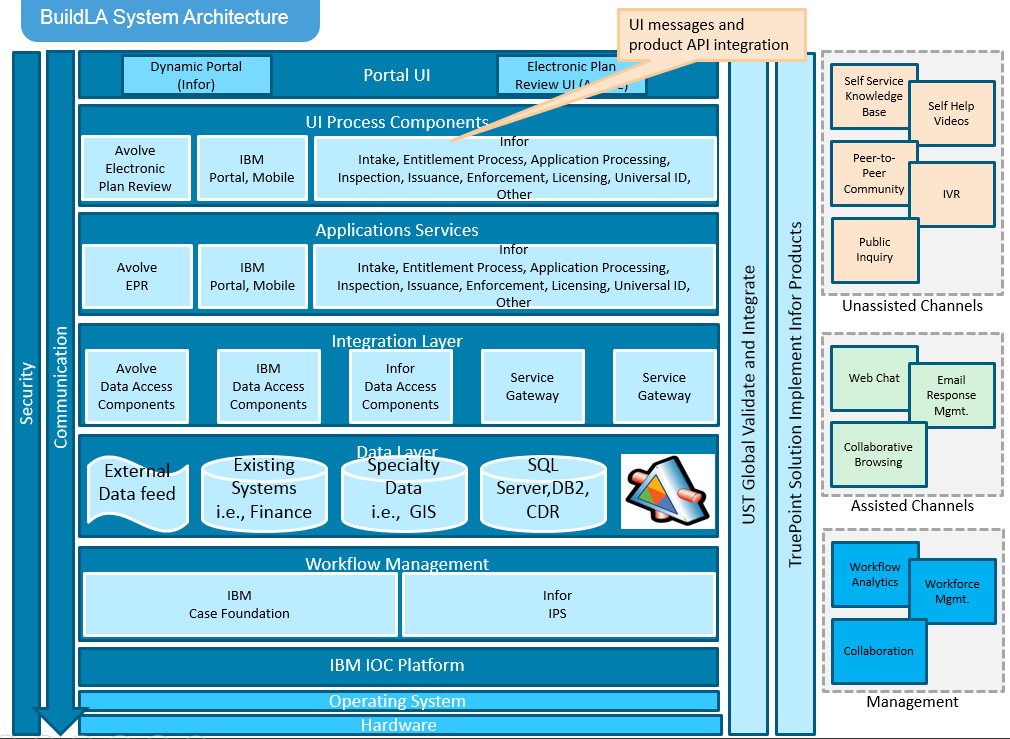 BuildLA System Architecture
UI messages and
product API integration
Security
Communication
Portal UI
Dynamic Portal
(Infor)
Electronic Plan
Review UI
UI Process Components
Avolve
Electronic
Plan Review
IBM
Portal, Mobile
Infor
Intake, Entitlement Process, Application Processing,
Inspection, Issuance, Enforcement, Licensing, Universal ID,
Other
Applications Services
Avolve
EPR
IBM
Portal, Mobile
Infor
Intake, Entitlement Process, Application Processing,
Inspection, Issuance, Enforcement, Licensing, Universal ID,
Other
Integration Layer
Avolve
Data Access
Components
IBM
Data Access
Components
Infor
Data Access
Components
Service
Gateway
Service
Gateway
Data Layer
External
Data feed
Existing
Systems
i.e., Finance
Specialty
Data
i.e., GIS
SQL
Server,DB2,
CDR
Workflow Management
IBM
Case Foundation
Infor
IPS
IBM IOC Platform
Operating System
Hardware
UST Global Validate and Integrate
TruePoint Solution Implement Infor Products
Self Service
Knowledge
Base
Self Help
Videos
Peer-to-
Peer
Community
IVR
Public
Inquiry
Unassisted Channels
Web Chat
Email
Response
Mgmt.
Collaborative
Browsing
Assisted Channels
Workflow
Analytics
Workforce
Mgmt.
Collaboration
Management